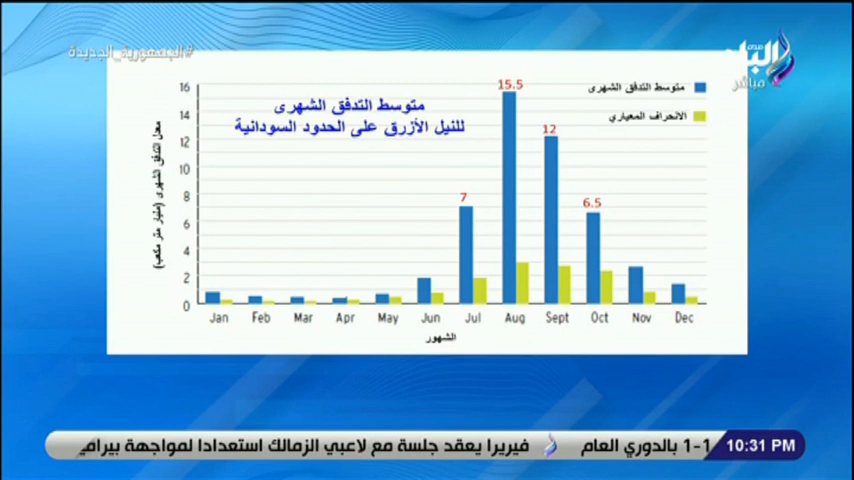 #الجمهورية_الجديدة
صدى
البلد
مباشر
متوسط التدفق الشهرى
للنيل الأزرق على الحدود السودانية
متوسط التدفق الشهرى
الانحراف المعياري
معدل التدفق الشهرى (مليار متر مكعب)
16
14
12
10
8
6
4
2
0
7
15.5
12
6.5
Jan Feb Mar Apr May Jun Jul Aug Sept Oct Nov Dec
الشهور
1-1 بالدوري العام فيريرا يعقد جلسة مع لاعبي الزمالك استعدادا لمواجهة بيرامي
10:31 PM